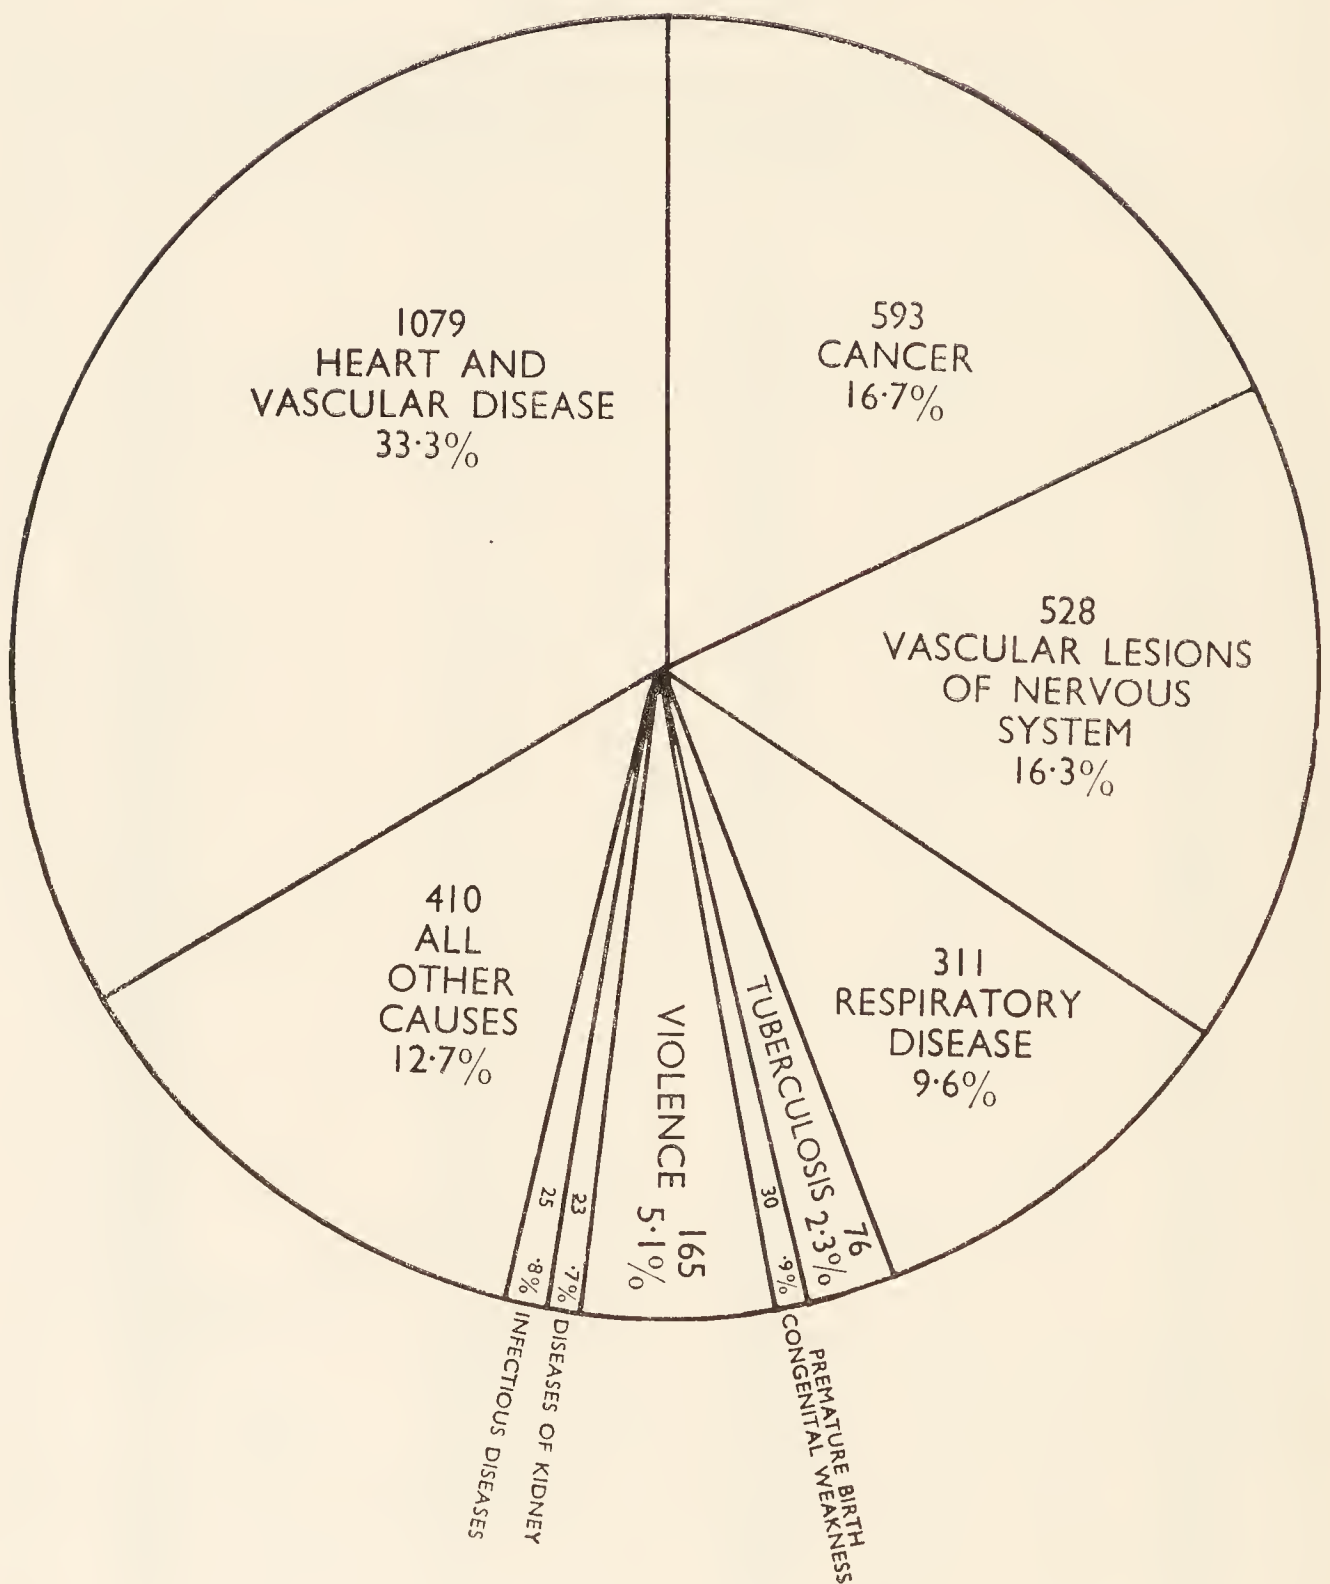 1079
HEART AND
VASCULAR DISEASE
33·3%
593
CANCER
16·7%
528
VASCULAR LESIONS
OF NERVOUS
SYSTEM
16·3%
311
RESPIRATORY
DISEASE
9·6%
76
TUBERCULOSIS 2·3%
30 ·9%
PREMATURE BIRTH
CONGENITAL WEAKNESS
165
VIOLENCE 5·1%
23 ·7%
DISEASES OF KIDNEY
25 ·8%
INFECTIOUS DISEASES
410
ALL
OTHER
CAUSES
12·7%